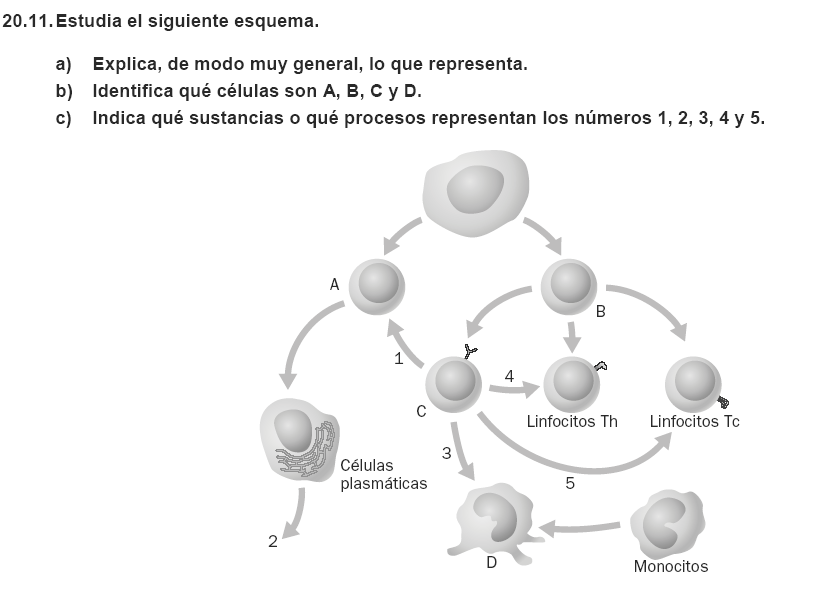 20.11. Estudia el siguiente esquema.
a) Explica, de modo muy general, lo que representa.
b) Identifica qué células son A, B, C y D.
c) Indica qué sustancias o qué procesos representan los números 1, 2, 3, 4 y 5.
A
B
1
4
C
Linfocitos Th
Linfocitos Tc
3
Células
plasmáticas
5
2
D
Monocitos